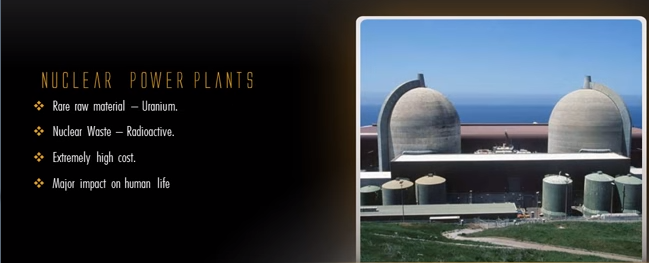 NUCLEAR POWER PLANTS
Rare raw material – Uranium.
Nuclear Waste – Radioactive.
Extremely high cost.
Major impact on human life